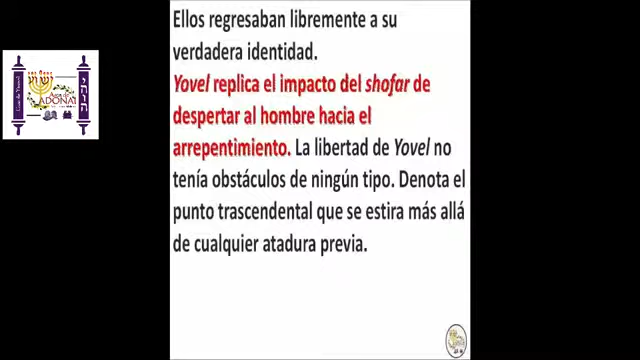 Ellos regresaban libremente a su
verdadera identidad.
Yovel replica el impacto del shofar de
despertar al hombre hacia el
arrepentimiento. La libertad de Yovel no
tenía obstáculos de ningún tipo. Denota el
punto trascendental que se estira más allá
de cualquier atadura previa.
ADONAI